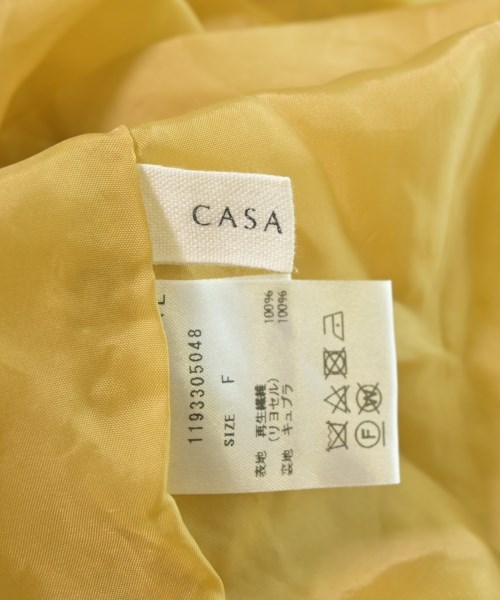 CASA
1193305048
SIZE F
表地 再生繊維 100%
(リヨセル)
裏地 キュプラ 100%
F W